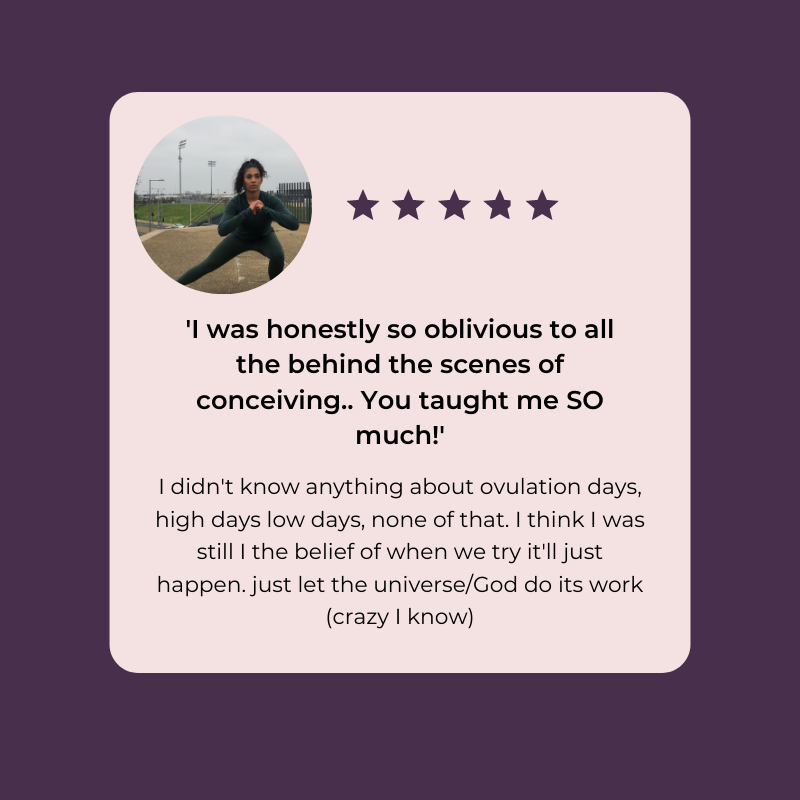 'I was honestly so oblivious to all
the behind the scenes of
conceiving.. You taught me SO
much!'
I didn't know anything about ovulation days,
high days low days, none of that. I think I was
still I the belief of when we try it'll just
happen. just let the universe/God do its work
(crazy I know)